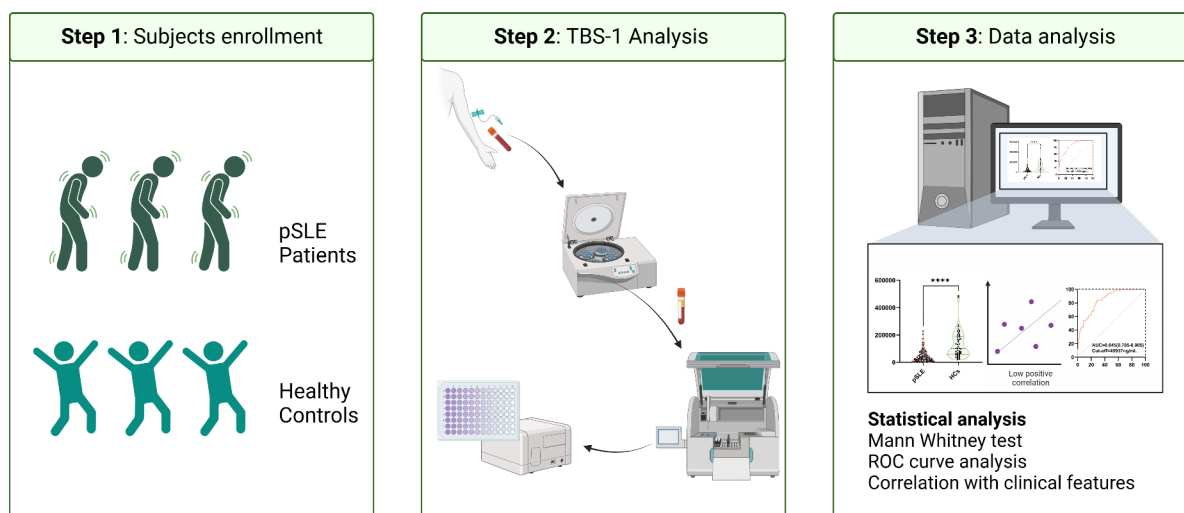 Step 1: Subjects enrollment
pSLE
Patients
Healthy
Controls
Step 2: TBS-1 Analysis
Step 3: Data analysis
600000
400000
200000
0
****
pSLE
HCs
Low positive
correlation
100
80
60
40
20
0
0 20 40 60 80 100
Statistical analysis
Mann Whitney test
ROC curve analysis
Correlation with clinical features